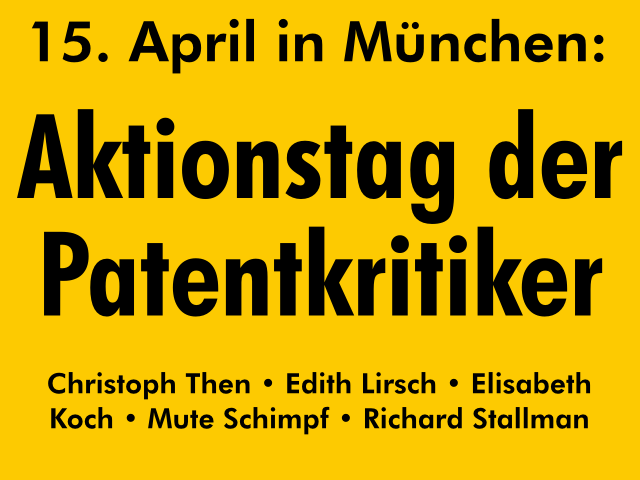 15. April in München:
Aktionstag der
Patentkritiker
Christoph Then • Edith Lirsch • Elisabeth
Koch • Mute Schimpf • Richard Stallman